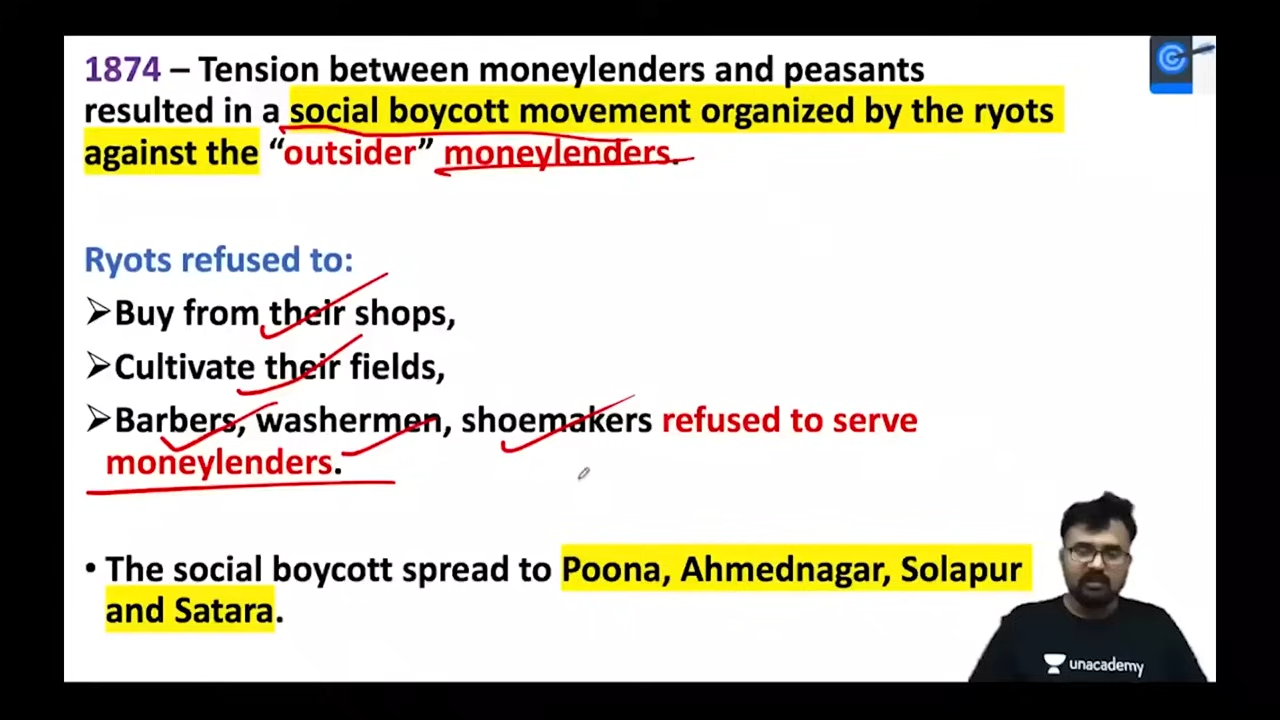 1874 – Tension between moneylenders and peasants
resulted in a social boycott movement organized by the ryots
against the “outsider” moneylenders.
Ryots refused to:
➢Buy from their shops,
➢Cultivate their fields,
➢Barbers, washermen, shoemakers refused to serve
moneylenders.
• The social boycott spread to Poona, Ahmednagar, Solapur
and Satara.
unacademy